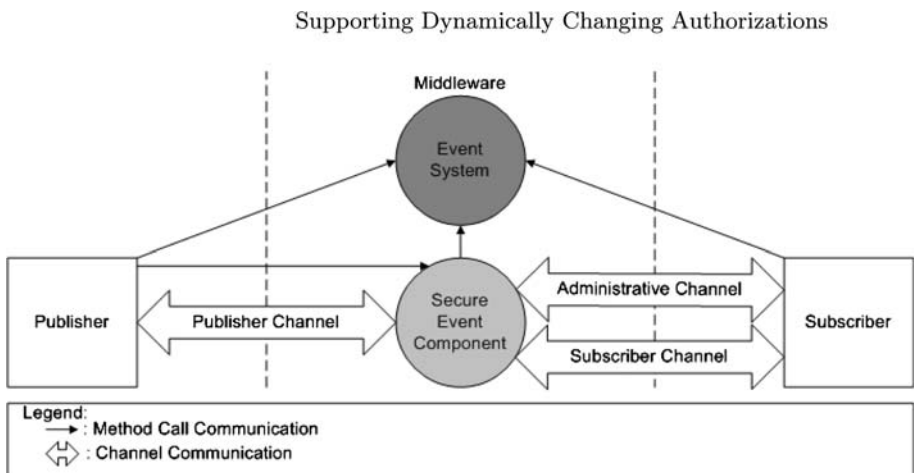 Supporting Dynamically Changing Authorizations
Middleware
Event
System
Publisher
Publisher Channel
Secure
Event
Component
Administrative Channel
Subscriber Channel
Subscriber
Legend:
: Method Call Communication
: Channel Communication